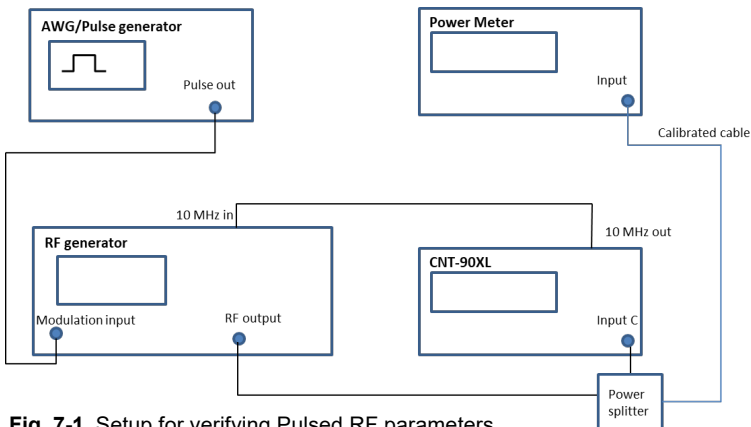 AWG/Pulse generator
Pulse out
Power Meter
Input
Calibrated cable
10 MHz in
10 MHz out
RF generator
Modulation input
RF output
CNT-90XL
Input C
Power
splitter
Fig. 7-1 Setup for verifying Pulsed RF parameters